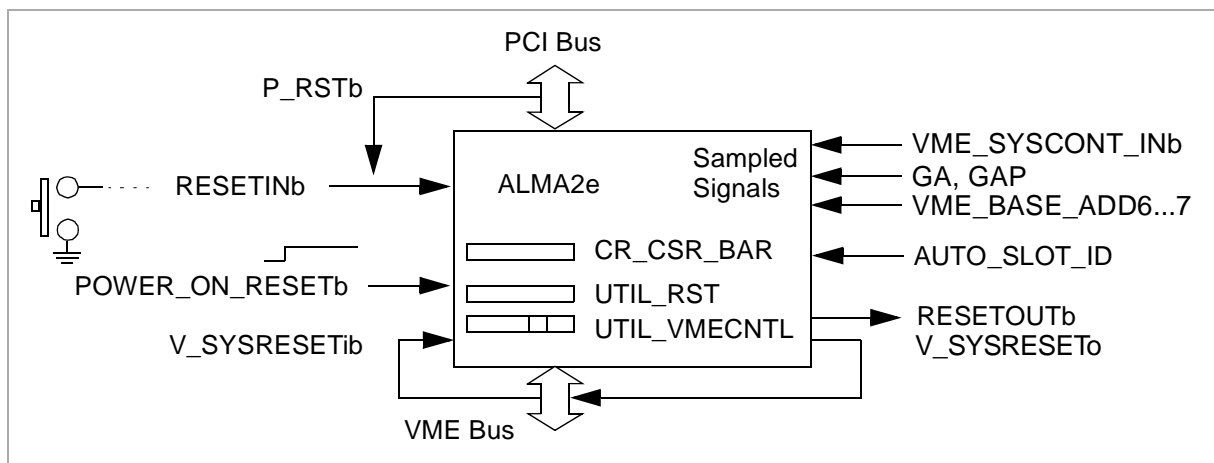 PCI Bus
P_RSTb
VME_SYSCONT_INb
Sampled
Signals
GA, GAP
RESETINb
ALMA2e
VME_BASE_ADD6...7
CR_CSR_BAR
AUTO_SLOT_ID
POWER_ON_RESETb
UTIL_RST
UTIL_VMECNTL
RESETOUTb
V_SYSRESETib
V_SYSRESETo
VME Bus